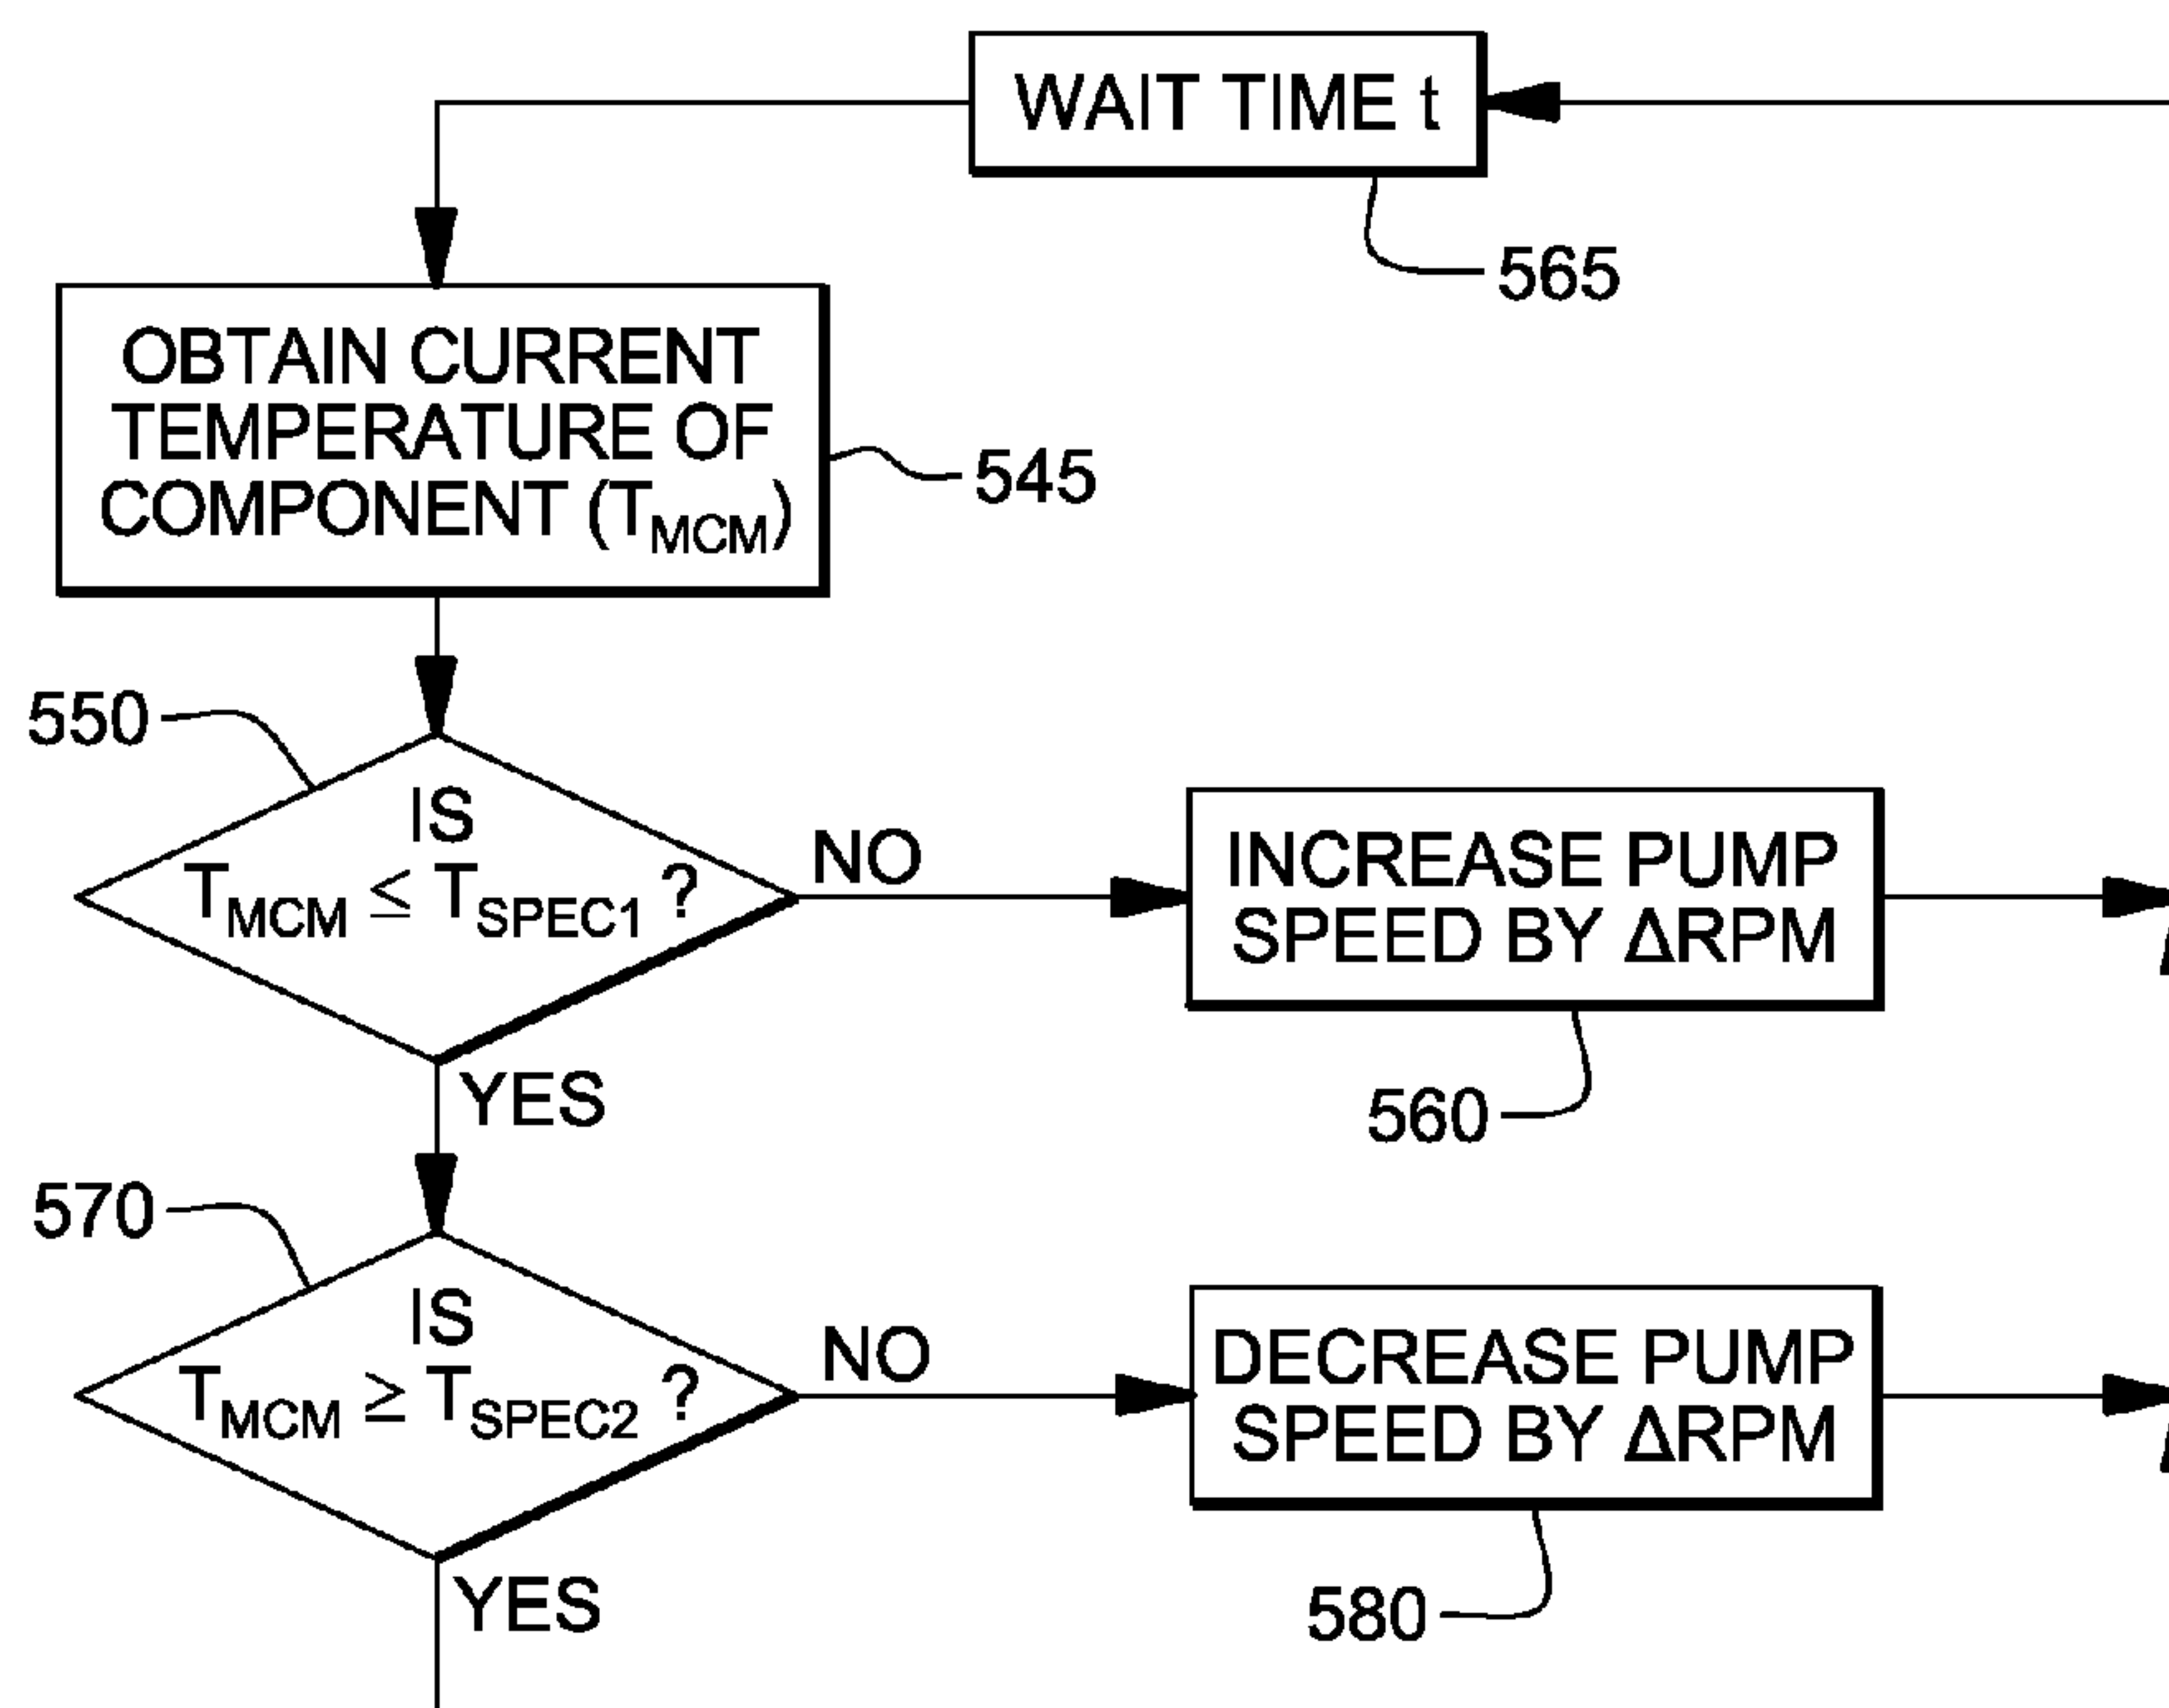 WAIT TIME t
565
OBTAIN CURRENT
TEMPERATURE OF
COMPONENT (TMCM)
545
550
IS
TMCM ≤ TSPEC1 ?
NO
INCREASE PUMP
SPEED BY ΔRPM
560
YES
570
IS
TMCM ≥ TSPEC2 ?
NO
DECREASE PUMP
SPEED BY ΔRPM
580
YES